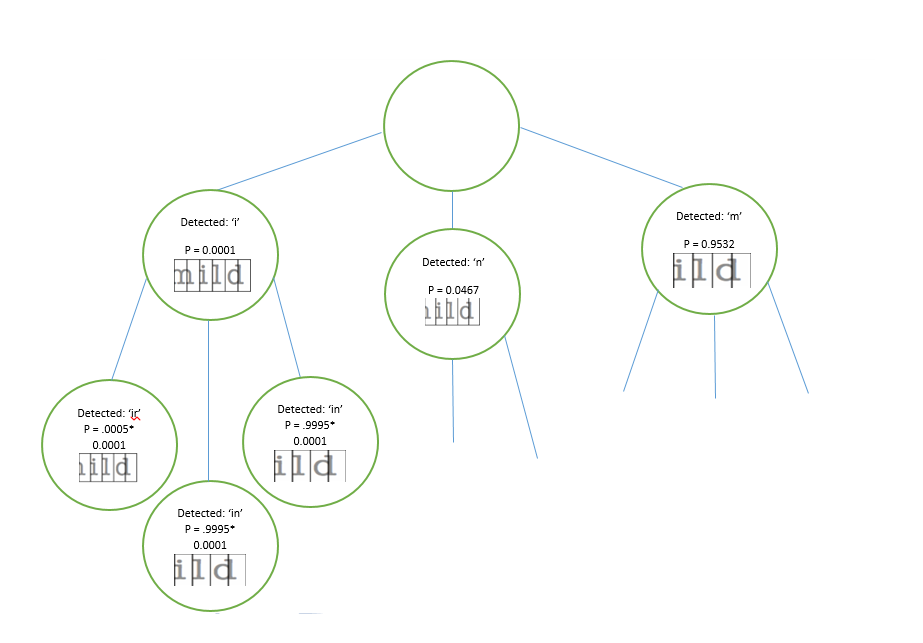 Detected: ‘i’
P = 0.0001
mild
Detected: ‘n’
P = 0.0467
ild
Detected: ‘m’
P = 0.9532
ild
Detected: ‘ir’
P = .0005*
0.0001
ild
Detected: ‘in’
P = .9995*
0.0001
ild
Detected: ‘in’
P = .9995*
0.0001
ild